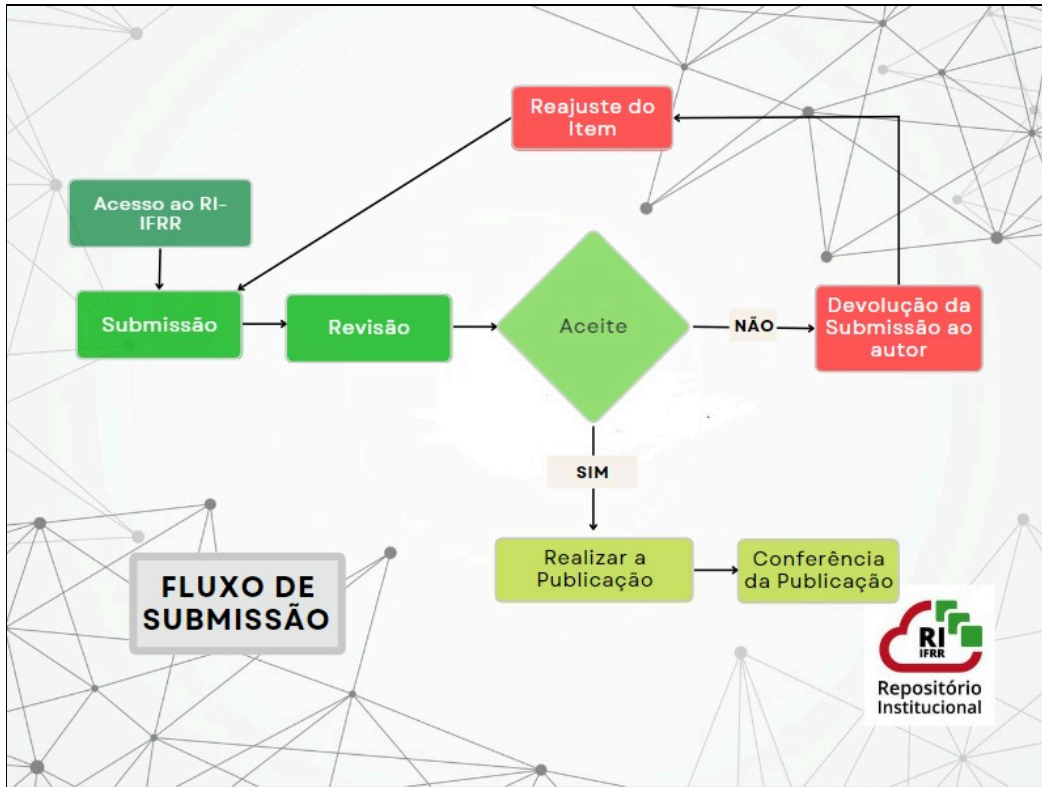 Reajuste do
Item
Acesso ao RI-
IFRR
Submissão
Revisão
Aceite
NÃO
Devolução da
Submissão ao
autor
SIM
Realizar a
Publicação
Conferência
da Publicação
FLUXO DE
SUBMISSÃO
RI
IFRR
Repositório
Institucional